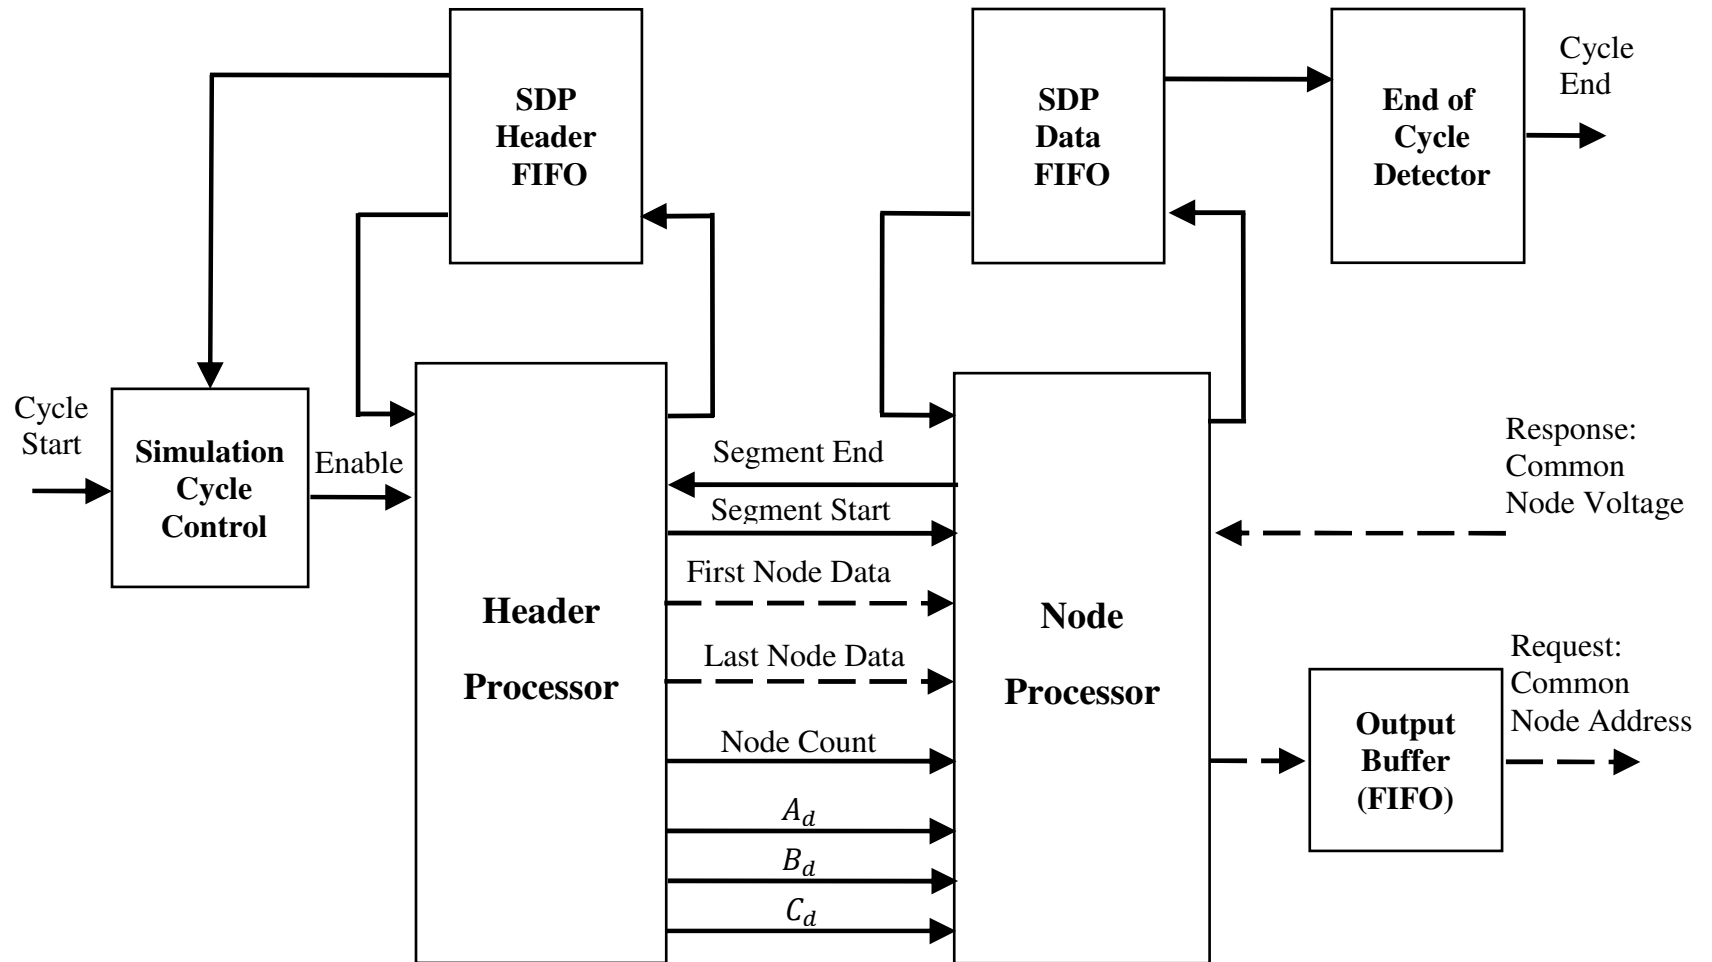 SDP
Header
FIFO
SDP
Data
FIFO
End of
Cycle
Detector
Cycle
End
Cycle
Start
Simulation
Cycle
Control
Enable
Header
Processor
Segment End
Segment Start
First Node Data
Last Node Data
Node Count
A_d
B_d
C_d
Node
Processor
Response:
Common
Node Voltage
Request:
Common
Node Address
Output
Buffer
(FIFO)